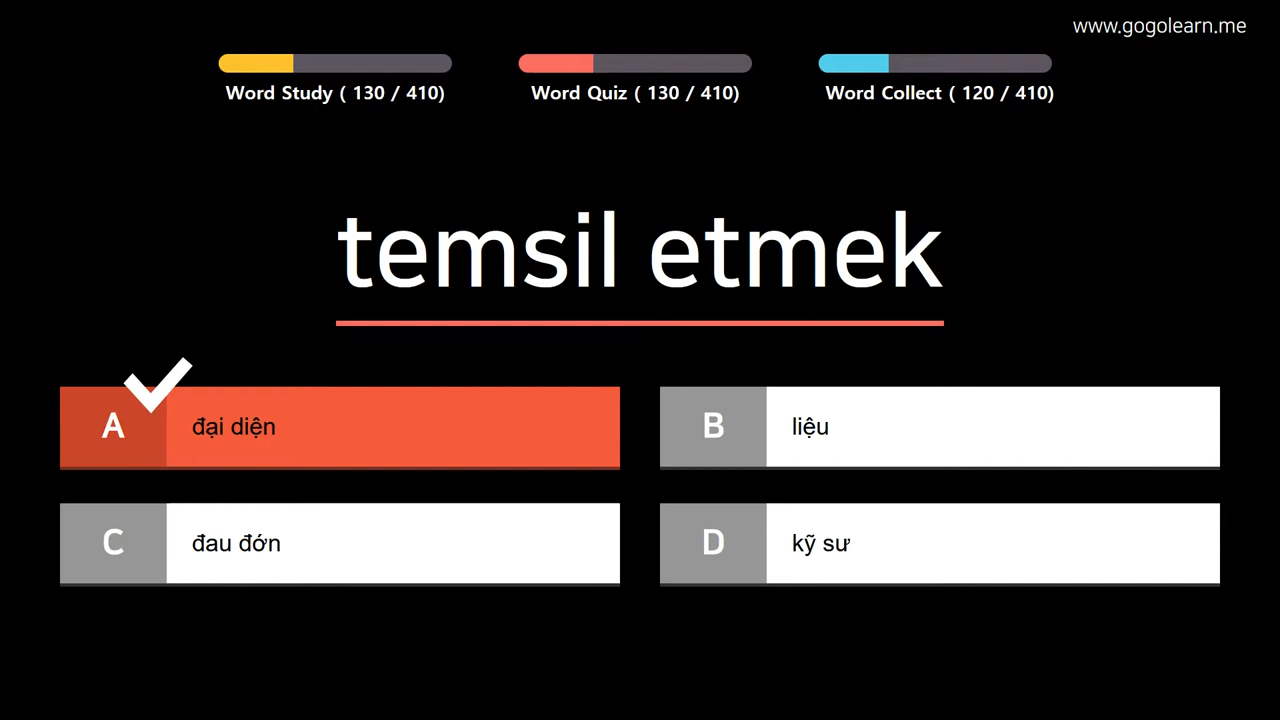 www.gogolearn.me
Word Study ( 130 / 410)
Word Quiz ( 130 / 410)
Word Collect ( 120 / 410)
temsil etmek
A đại diện
B liệu
C đau đớn
D kỹ sư